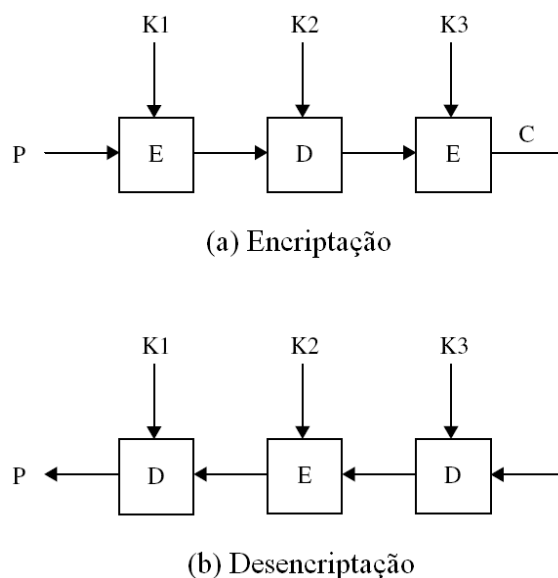 K1 K2 K3
P E D E C
(a) Encriptação
K1 K2 K3
P D E D
(b) Desencriptação